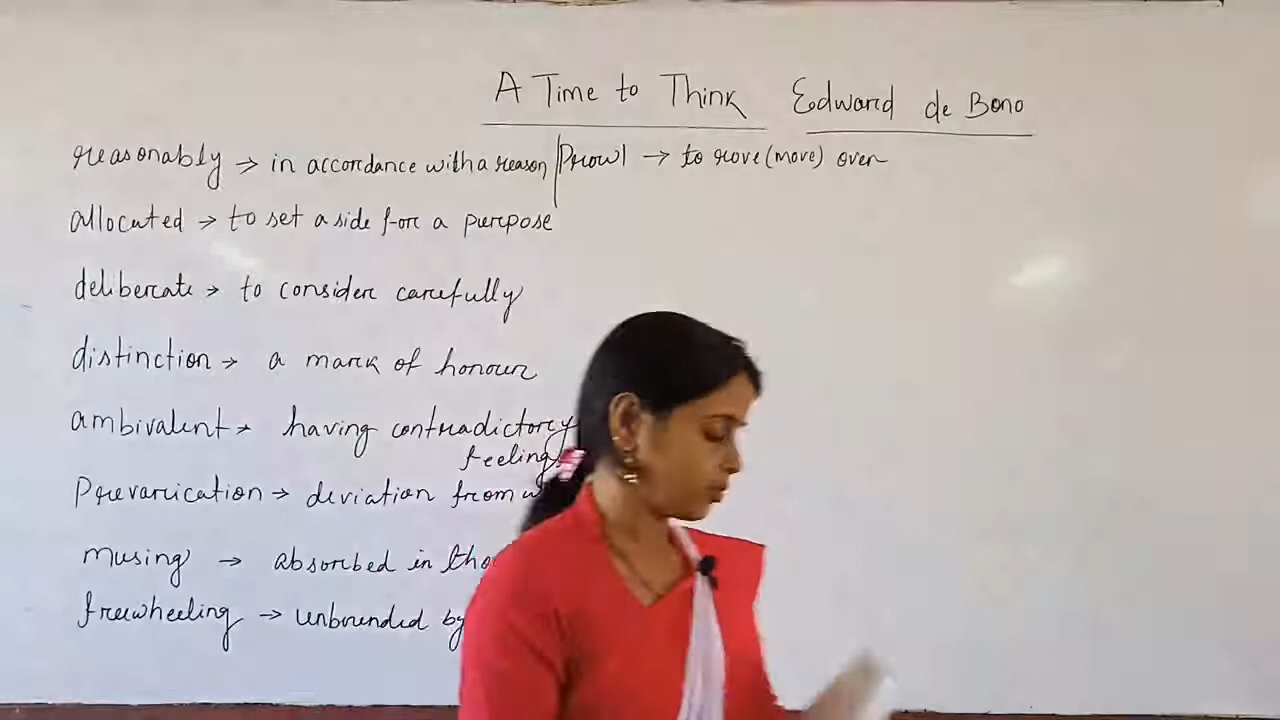 A Time to Think Edward de Bono
reasonably → in accordance with a reason | Prowl → to rove (move) over
allocated → to set a side for a purpose
deliberate → to consider carefully
distinction → a mark of honour
ambivalent → having contradictory
feeling
Prevarication → deviation from
musing → absorbed in
freewheeling → unbounded by